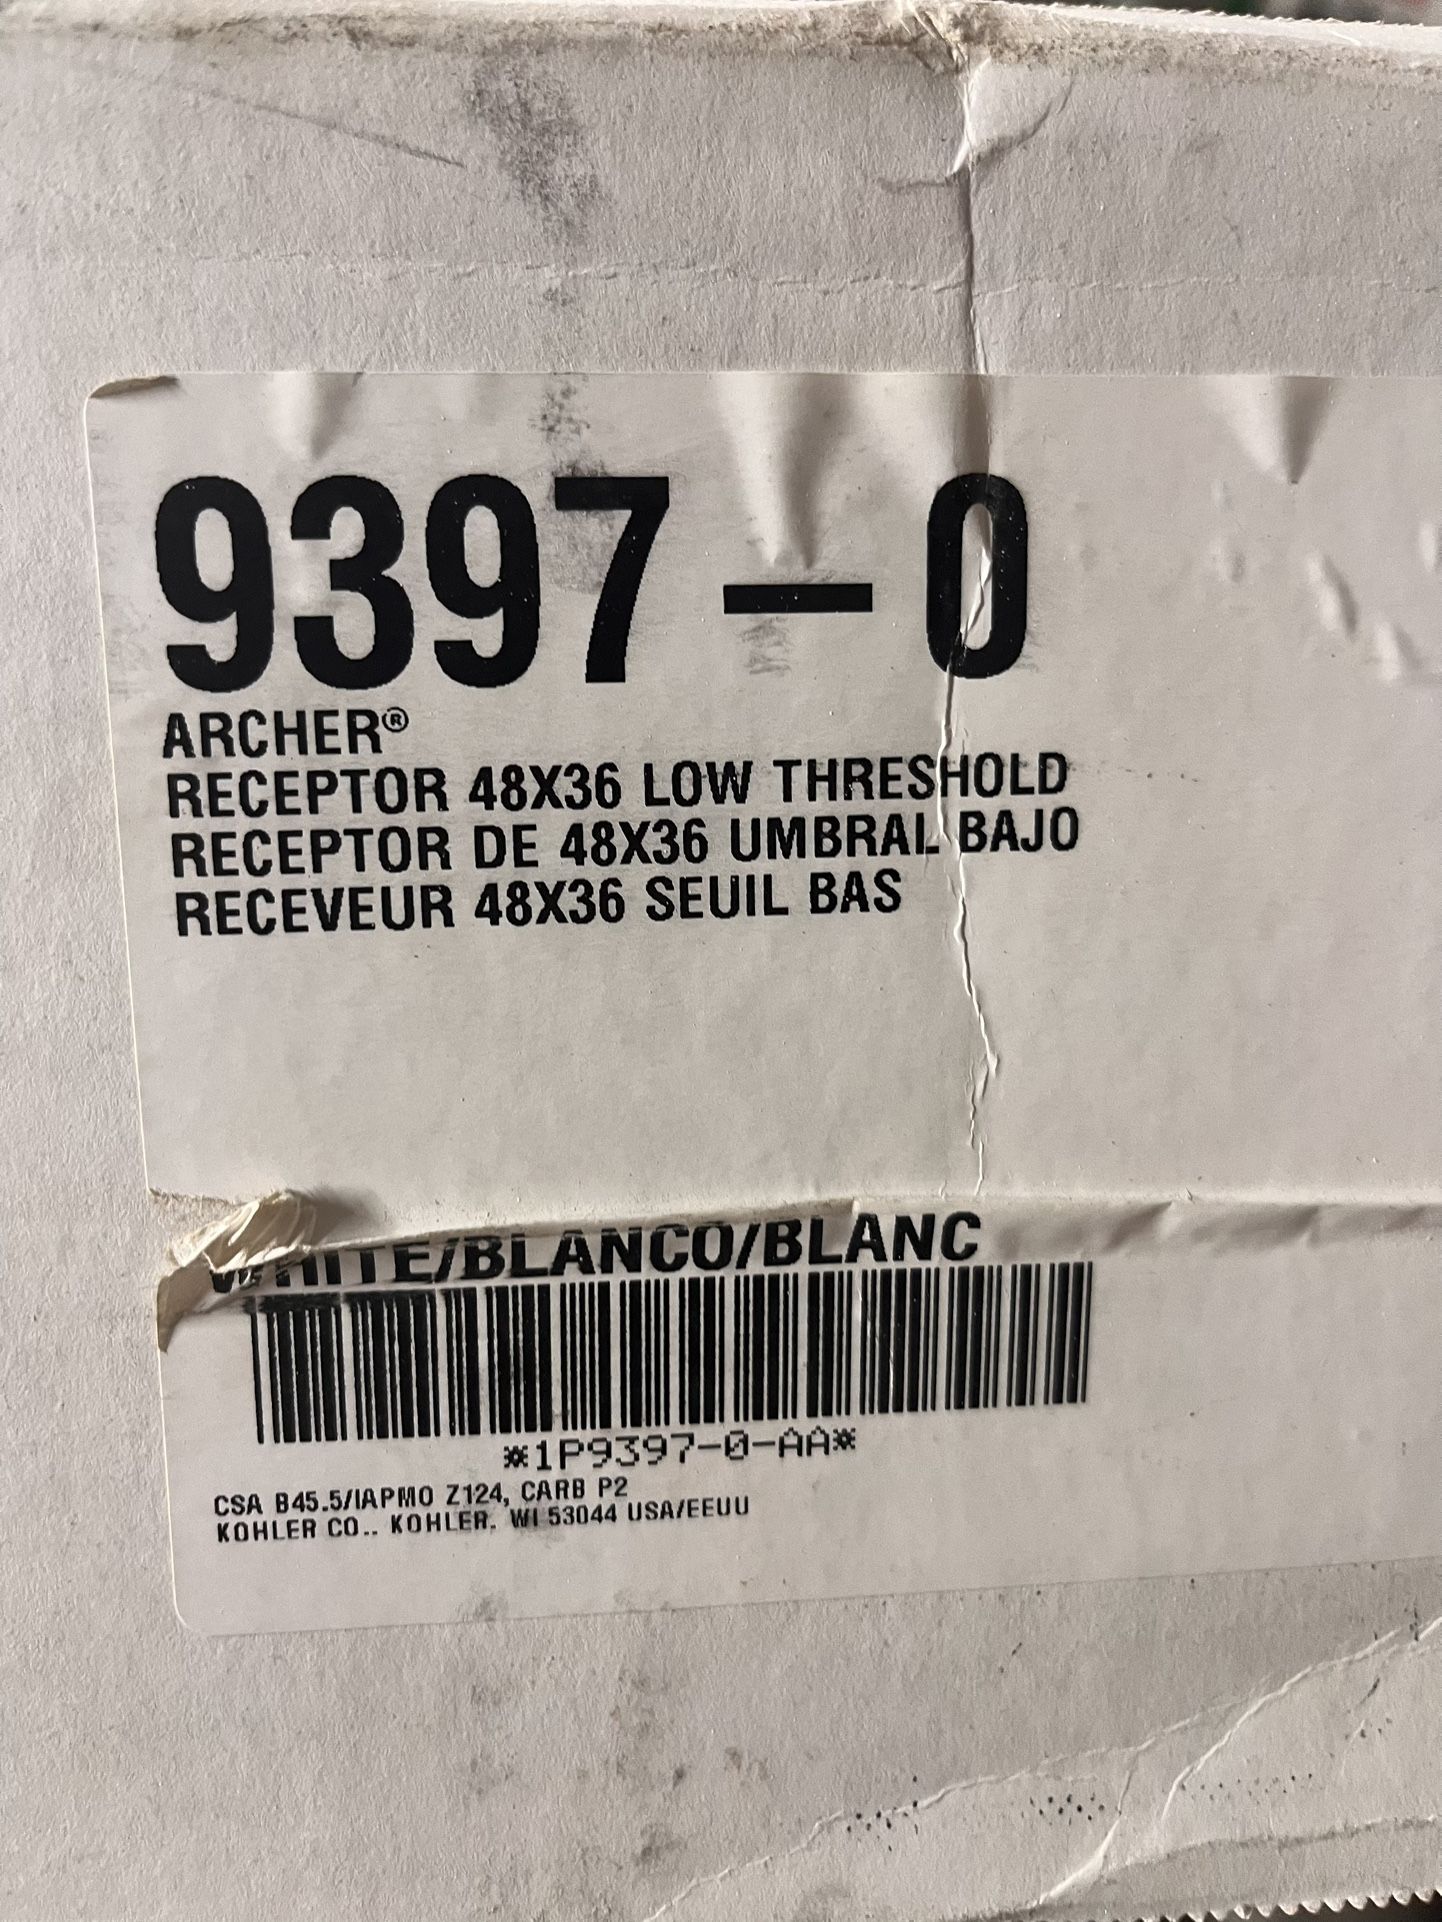 9397-0
ARCHER®
RECEPTOR 48X36 LOW THRESHOLD
RECEPTOR DE 48X36 UMBRAL BAJO
RECEVEUR 48X36 SEUIL BAS
WHITE/BLANCO/BLANC
*1P9397-0-AA*
CSA B45.5/IAPMO Z124, CARB P2
KOHLER CO., KOHLER, WI 53044 USA/EEUU